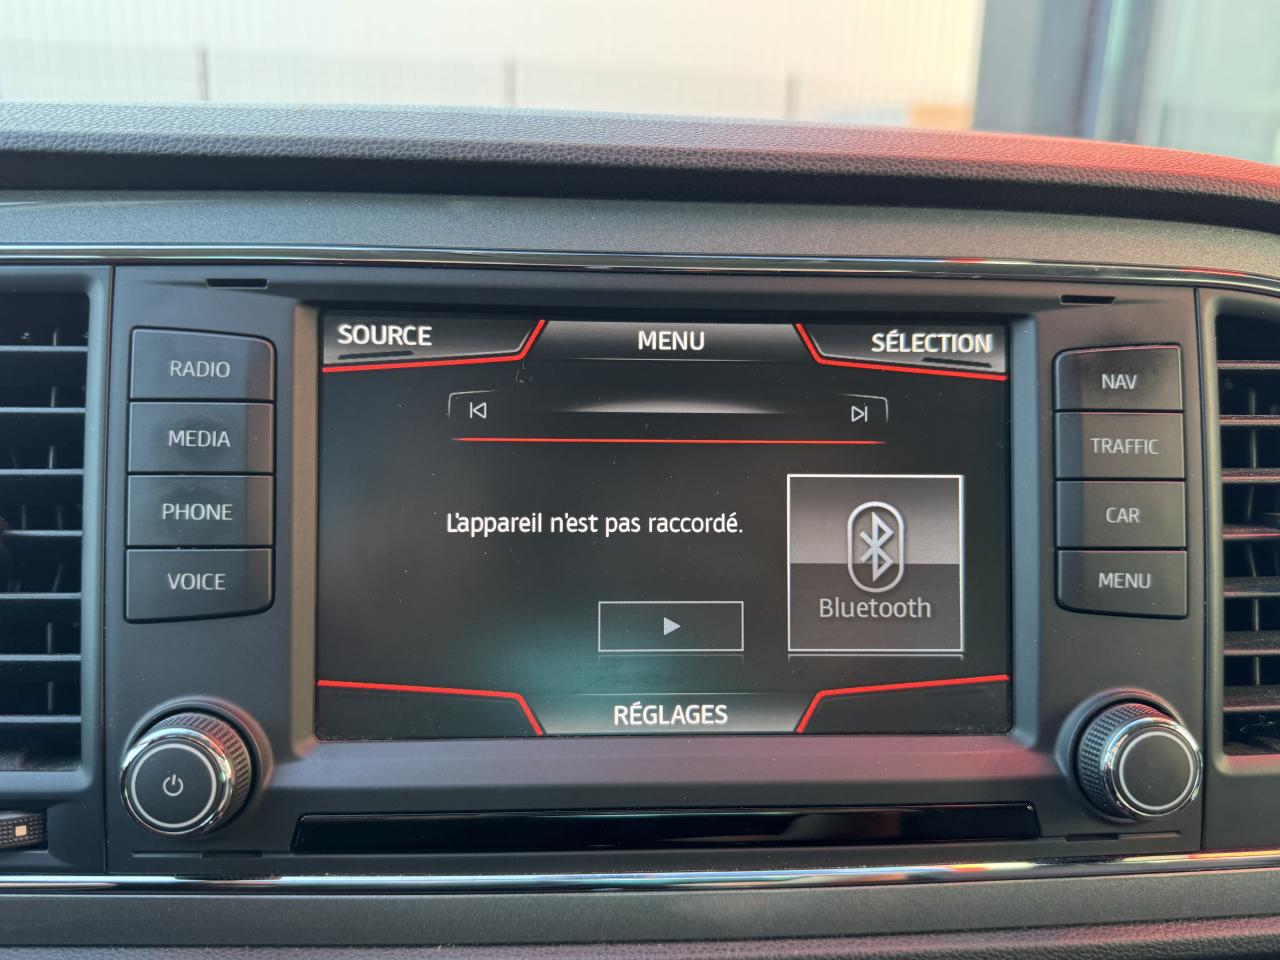 SOURCE
MENU
SÉLECTION
RADIO
MEDIA
PHONE
VOICE
L'appareil n'est pas raccordé.
Bluetooth
RÉGLAGES
NAV
TRAFFIC
CAR
MENU